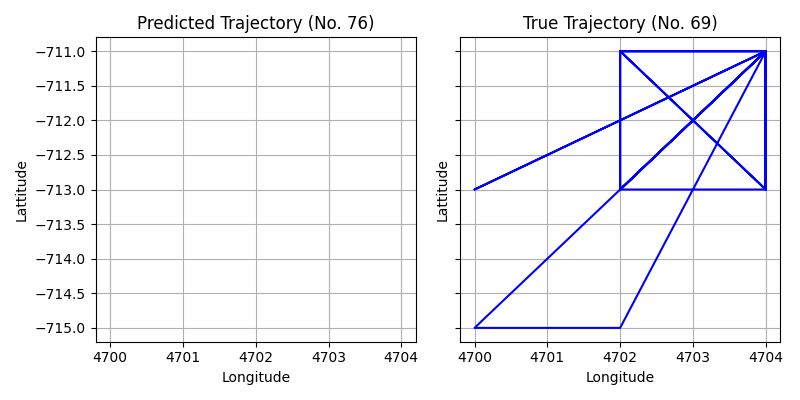 Predicted Trajectory (No. 76)
True Trajectory (No. 69)
Lattitude
−711.0
−711.5
−712.0
−712.5
−713.0
−713.5
−714.0
−714.5
−715.0
4700 4701 4702 4703 4704
Longitude
Lattitude
4700 4701 4702 4703 4704
Longitude